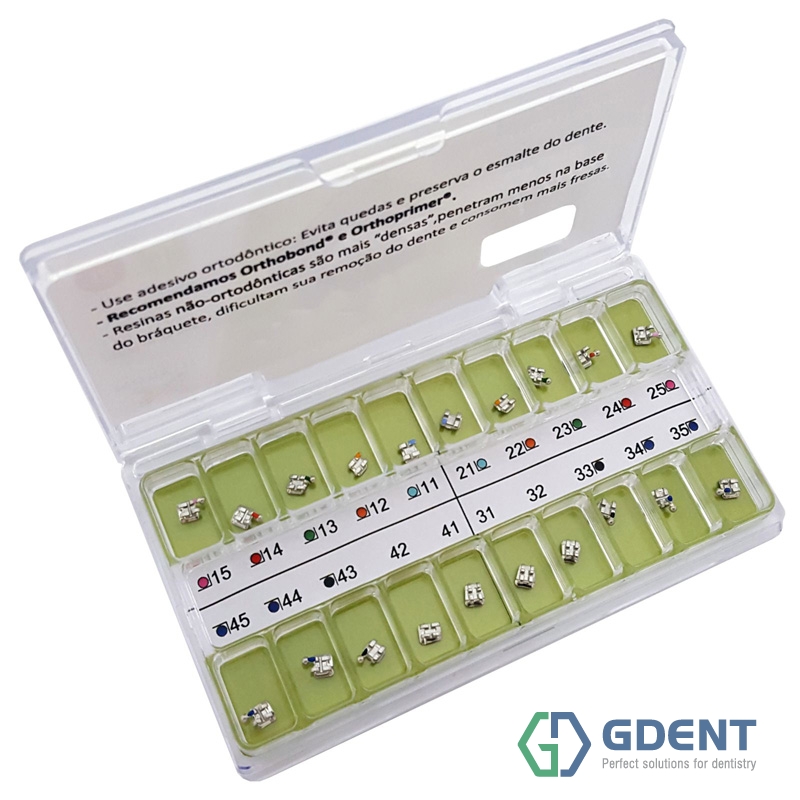 - Use adesivo ortodôntico: Evita quedas e preserva o esmalte do dente.
- Recomendamos Orthobond® e Orthoprimer®.
- Resinas não-ortodônticas são mais "densas",penetram menos na base
do bráquete, dificultam sua remoção do dente e consomem mais fresas.
15 14 13 12 11 21 22 23 24 25
45 44 43 42 41 31 32 33 34 35
GDENT
Perfect solutions for dentistry